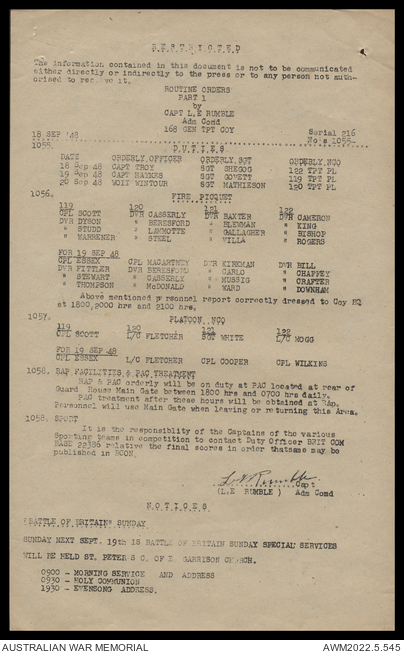 R E S T R I C T E D
The information contained in this document is not to be communicated
either directly or indirectly to the press or to any person not auth-
orised to receive it.
ROUTINE ORDERS
PART 1
by
CAPT L.E RUMBLE
Adm Comd
168 GEN TPT COY
18 SEP '48 Serial 216
No's 1055-
1055. D U T I E S
DATE ORDERLY OFFICER ORDERLY SGT ORDERLY NCO
18 Sep 48 CAPT TROY SGT SHEGOG 122 TPT PL
19 Sep 48 CAPT HAYNES SGT GOVETT 119 TPT PL
20 Sep 48 WOII WINTOUR SGT MATHIESON 120 TPT PL
1056. FIRE PICQUET
119 120 121 122
CPL SCOTT DVR CASSERLY DVR BAXTER DVR CAMERON
DVR DYSON " BERESFORD " BLEWMAN " KING
" STUDD " LAMOTTE " GALLAGHER " BISHOP
" WARBENER " STEEL " VILLA " ROGERS
FOR 19 SEP 48
CPL ESSEX CPL MACARTNEY DVR KIRKMAN DVR BILL
DVR FITTLER DVR BERESFORD " CARLO " CHAFFEY
" STEWART " CASSERLY " MUSSIG " CRAFTER
" THOMPSON " McDONALD " WARD " DOWNHAM
Above mentioned personnel report correctly dressed to Coy HQ
at 1800,2000 hrs and 2100 hrs.
1057. PLATOON NCO
119 120 121 122
CPL SCOTT L/C FLETCHER SGT WHITE L/C MOGG
FOR 19 SEP 48
CPL ESSEX L/C FLETCHER CPL COOPER CPL WILKINS
1058. RAP FACILITIES & PAC TREATMENT
RAP & PAC orderly will be on duty at PAC located at rear of
Guard House Main Gate between 1800 hrs and 0700 hrs daily.
PAC treatment after these hours will be obtained at RAP.
Personnel will use Main Gate when leaving or returning this Area.
1058. SPORT
It is the responsiblity of the Captains of the various
Sporting teams in competition to contact Duty Officer BRIT COM
BASE 22386 relative the final scores in order thatsame may be
published in BCON.
L E Rumble Capt
(L.E RUMBLE ) Adm Comd
N O T I C E S
"BATTLE OF BRITAIN" SUNDAY
SUNDAY NEXT SEPT. 19th IS BATTLE OF BRITAIN SUNDAY SPECIAL SERVICES
WILL BE HELD ST. PETER S C. OF E. GARRISON CHURCH.
0900 - MORNING SERVICE AND ADDRESS
0930 - HOLY COMMUNION
1930 - EVENSONG ADDRESS.
AUSTRALIAN WAR MEMORIAL AWM2022.5.545